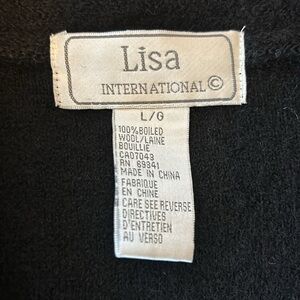 Lisa
INTERNATIONAL©
L/G
100%BOILED
WOOL/LAINE
BOUILLIE
CA07043
RN 69341
MADE IN CHINA
FABRIQUE
EN CHINE
CARE SEE REVERSE
DIRECTIVES
D'ENTRETIEN
AU VERSO